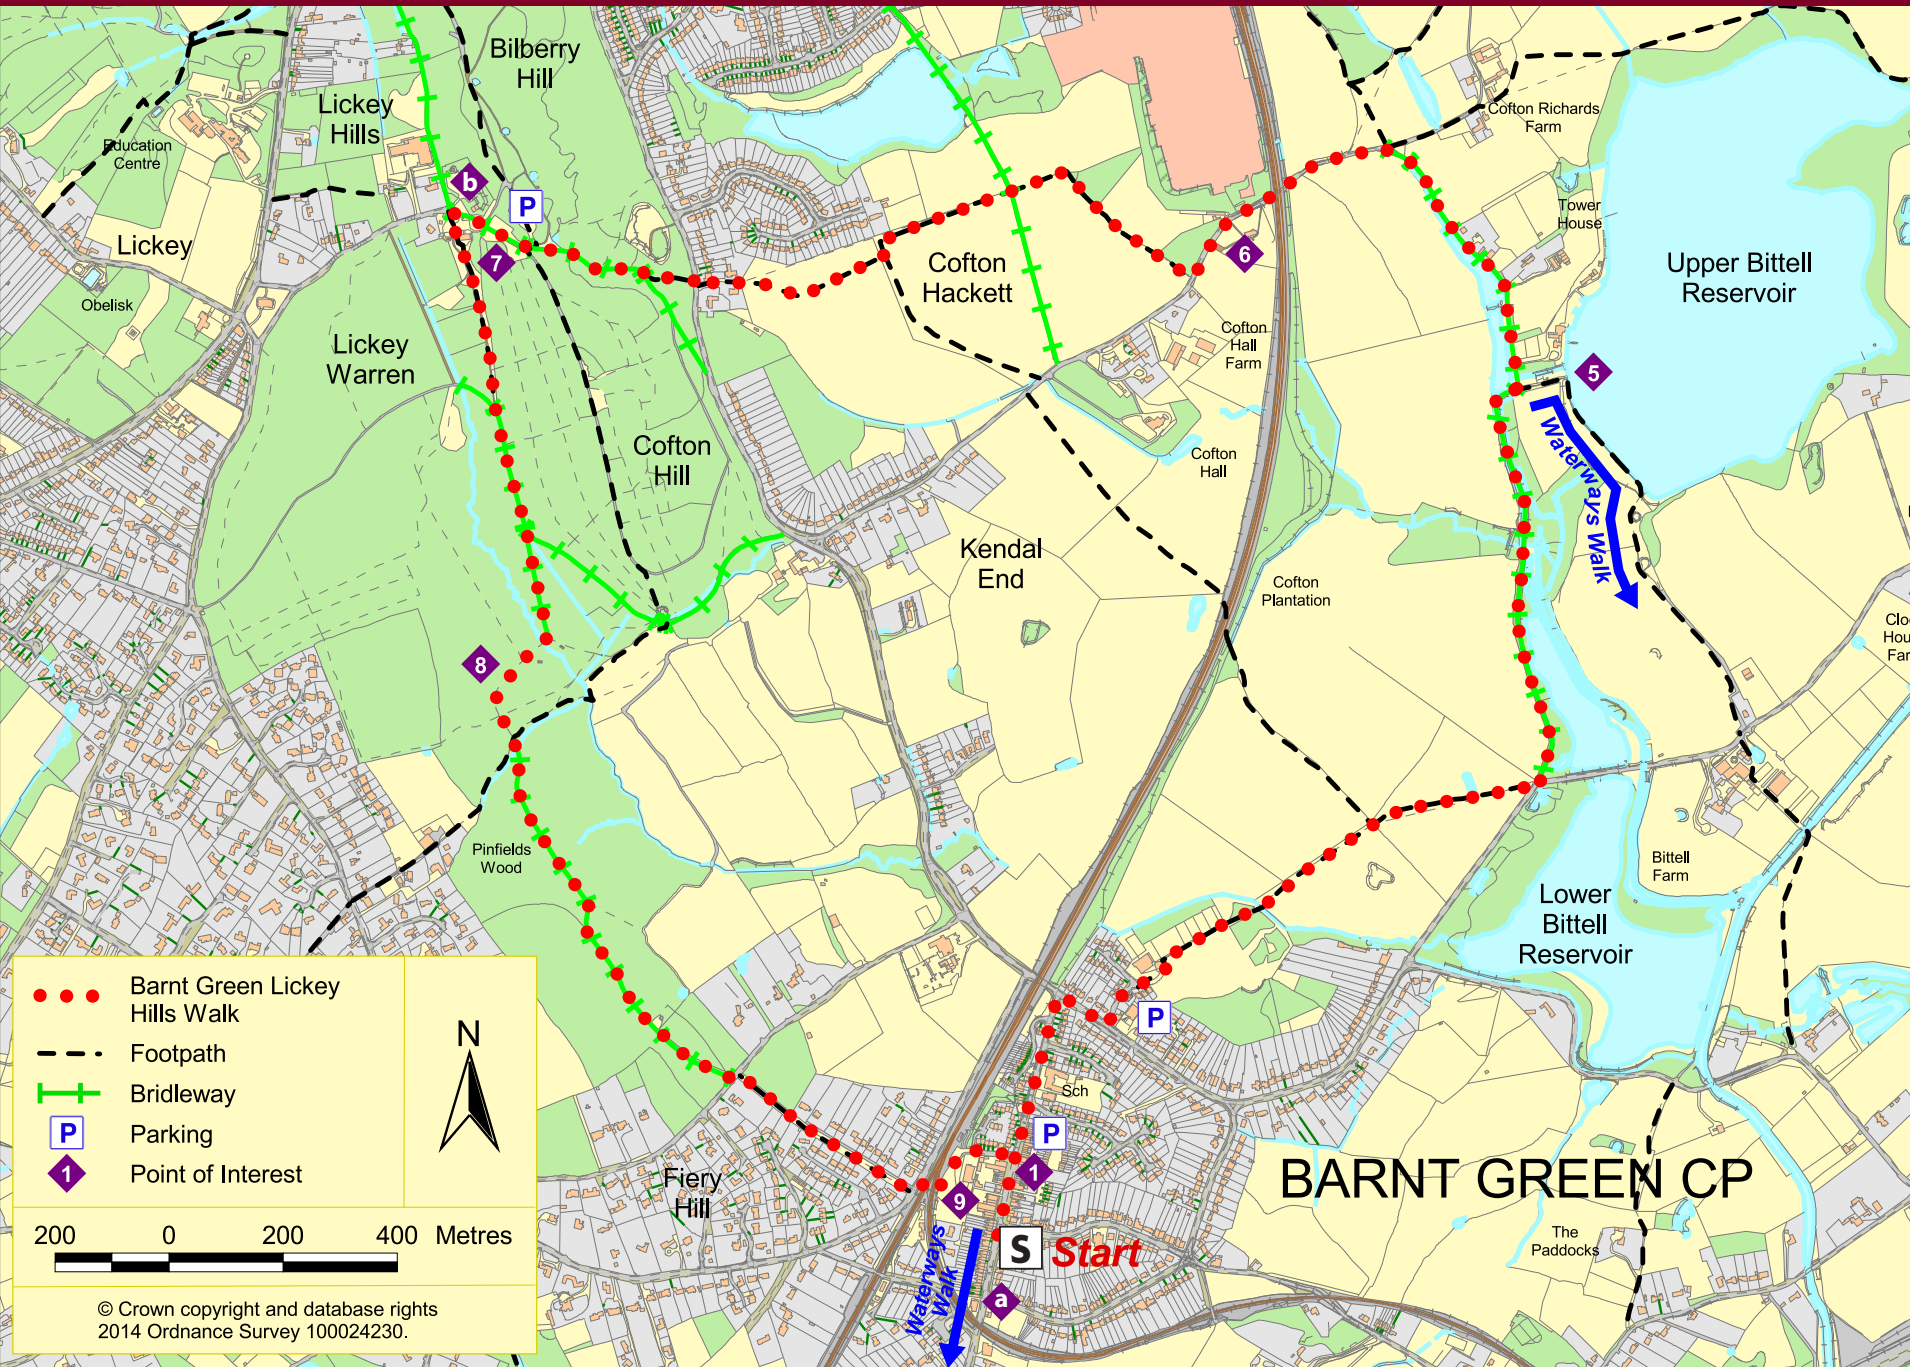 Bilberry
Hill
Lickey
Hills
Education
Centre
b
P
Cofton Richards
Farm
Tower
House
Lickey
7
6
Cofton
Hackett
Upper Bittell
Reservoir
Obelisk
Lickey
Warren
Cofton
Hall
Farm
5
Cofton
Hill
Cofton
Hall
Waterways Walk
Kendal
End
Cofton
Plantation
8
Pinfields
Wood
Bittell
Farm
Lower
Bittell
Reservoir
P
Sch
P
1
9
BARNT GREEN CP
Fiery
Hill
The
Paddocks
S Start
a
Waterways
Walk
Barnt Green Lickey
Hills Walk
Footpath
Bridleway
P Parking
1 Point of Interest
N
200 0 200 400 Metres
© Crown copyright and database rights
2014 Ordnance Survey 100024230.